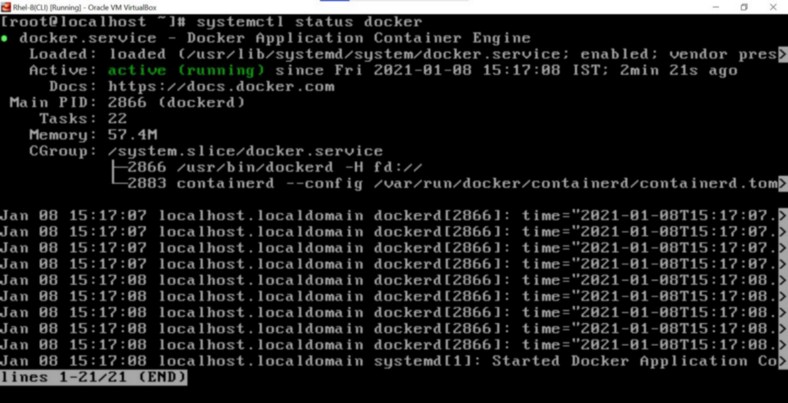 Rhel-8(CLI) [Running] - Oracle VM VirtualBox
[root@localhost ~]# systemctl status docker
● docker.service - Docker Application Container Engine
Loaded: loaded (/usr/lib/systemd/system/docker.service; enabled; vendor pres>
Active: active (running) since Fri 2021-01-08 15:17:08 IST; 2min 21s ago
Docs: https://docs.docker.com
Main PID: 2866 (dockerd)
Tasks: 22
Memory: 57.4M
CGroup: /system.slice/docker.service
├─2866 /usr/bin/dockerd -H fd://
└─2883 containerd --config /var/run/docker/containerd/containerd.tom>
Jan 08 15:17:07 localhost.localdomain dockerd[2866]: time="2021-01-08T15:17:07.>
Jan 08 15:17:07 localhost.localdomain dockerd[2866]: time="2021-01-08T15:17:07.>
Jan 08 15:17:07 localhost.localdomain dockerd[2866]: time="2021-01-08T15:17:07.>
Jan 08 15:17:07 localhost.localdomain dockerd[2866]: time="2021-01-08T15:17:07.>
Jan 08 15:17:08 localhost.localdomain dockerd[2866]: time="2021-01-08T15:17:08.>
Jan 08 15:17:08 localhost.localdomain dockerd[2866]: time="2021-01-08T15:17:08.>
Jan 08 15:17:08 localhost.localdomain dockerd[2866]: time="2021-01-08T15:17:08.>
Jan 08 15:17:08 localhost.localdomain dockerd[2866]: time="2021-01-08T15:17:08.>
Jan 08 15:17:08 localhost.localdomain dockerd[2866]: time="2021-01-08T15:17:08.>
Jan 08 15:17:08 localhost.localdomain systemd[1]: Started Docker Application Co>
lines 1-21/21 (END)